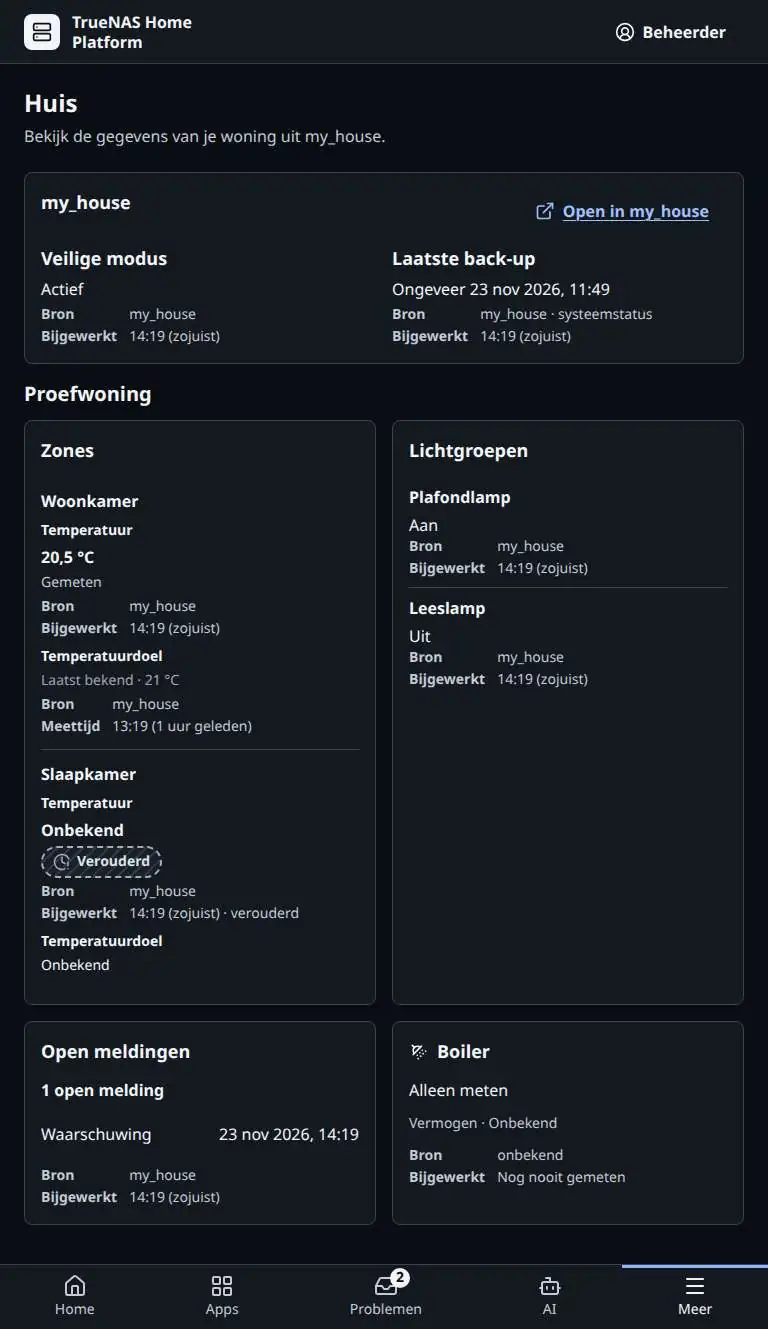 TrueNAS Home
Platform
Beheerder
Huis
Bekijk de gegevens van je woning uit my_house.
my_house
Open in my_house
Veilige modus
Actief
Bron my_house
Bijgewerkt 14:19 (zojuist)
Laatste back-up
Ongeveer 23 nov 2026, 11:49
Bron my_house · systeemstatus
Bijgewerkt 14:19 (zojuist)
Proefwoning
Zones
Woonkamer
Temperatuur
20,5 °C
Gemeten
Bron my_house
Bijgewerkt 14:19 (zojuist)
Temperatuurdoel
Laatst bekend · 21 °C
Bron my_house
Meettijd 13:19 (1 uur geleden)
Slaapkamer
Temperatuur
Onbekend
Verouderd
Bron my_house
Bijgewerkt 14:19 (zojuist) · verouderd
Temperatuurdoel
Onbekend
Lichtgroepen
Plafondlamp
Aan
Bron my_house
Bijgewerkt 14:19 (zojuist)
Leeslamp
Uit
Bron my_house
Bijgewerkt 14:19 (zojuist)
Open meldingen
1 open melding
Waarschuwing 23 nov 2026, 14:19
Bron my_house
Bijgewerkt 14:19 (zojuist)
Boiler
Alleen meten
Vermogen · Onbekend
Bron onbekend
Bijgewerkt Nog nooit gemeten
Home
Apps
2
Problemen
AI
Meer